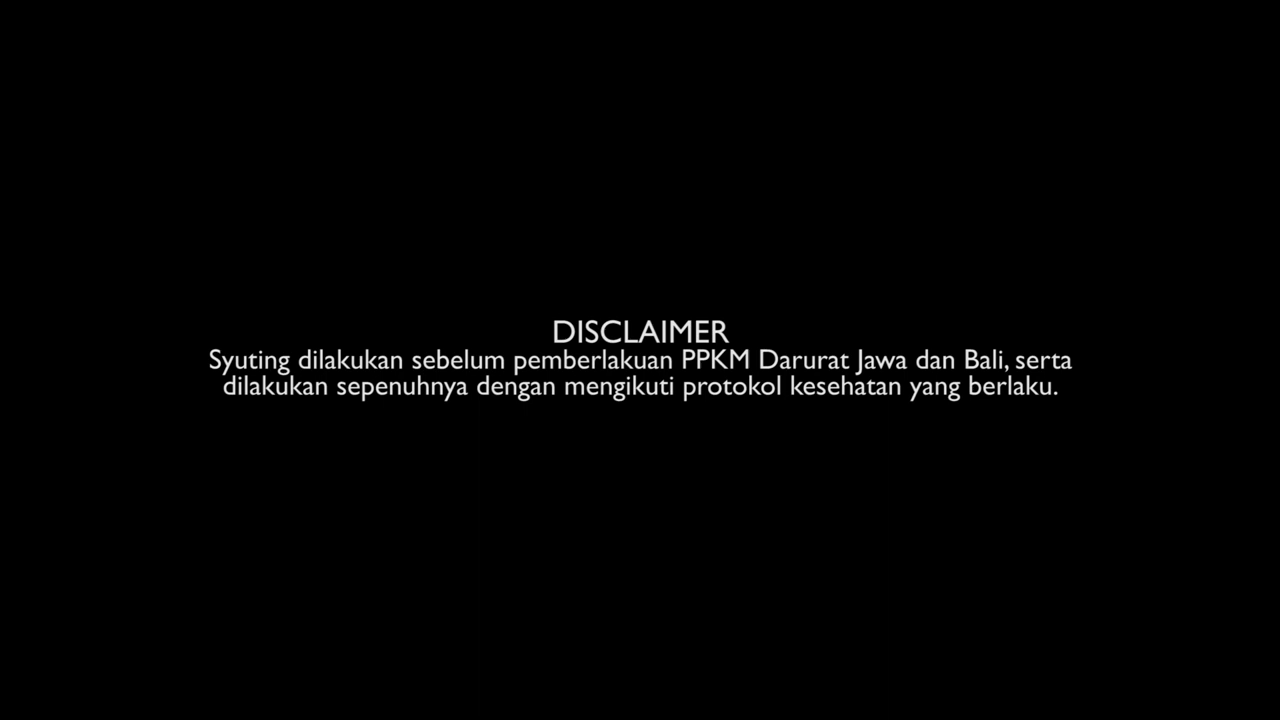 DISCLAIMER
Syuting dilakukan sebelum pemberlakuan PPKM Darurat Jawa dan Bali, serta
dilakukan sepenuhnya dengan mengikuti protokol kesehatan yang berlaku.